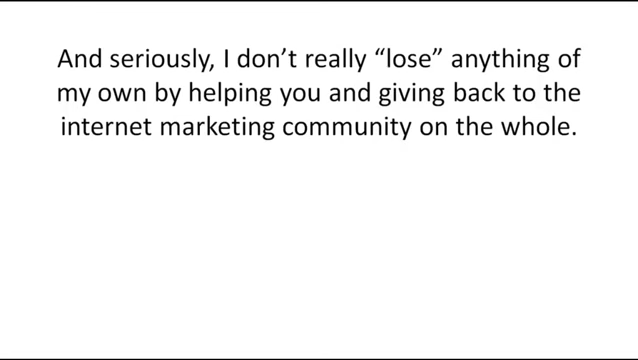 And seriously, I don’t really “lose” anything of
my own by helping you and giving back to the
internet marketing community on the whole.